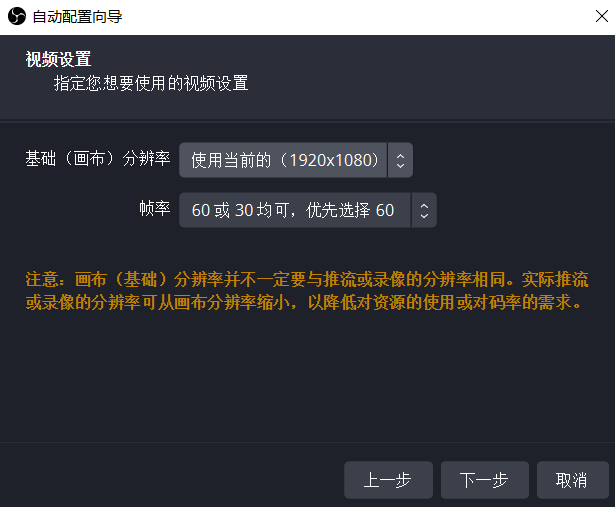 自动配置向导
视频设置
指定您想要使用的视频设置
基础（画布）分辨率 使用当前的（1920x1080）
帧率 60 或 30 均可，优先选择 60
注意：画布（基础）分辨率并不一定要与推流或录像的分辨率相同。实际推流
或录像的分辨率可从画布分辨率缩小，以降低对资源的使用或对码率的需求。
上一步 下一步 取消